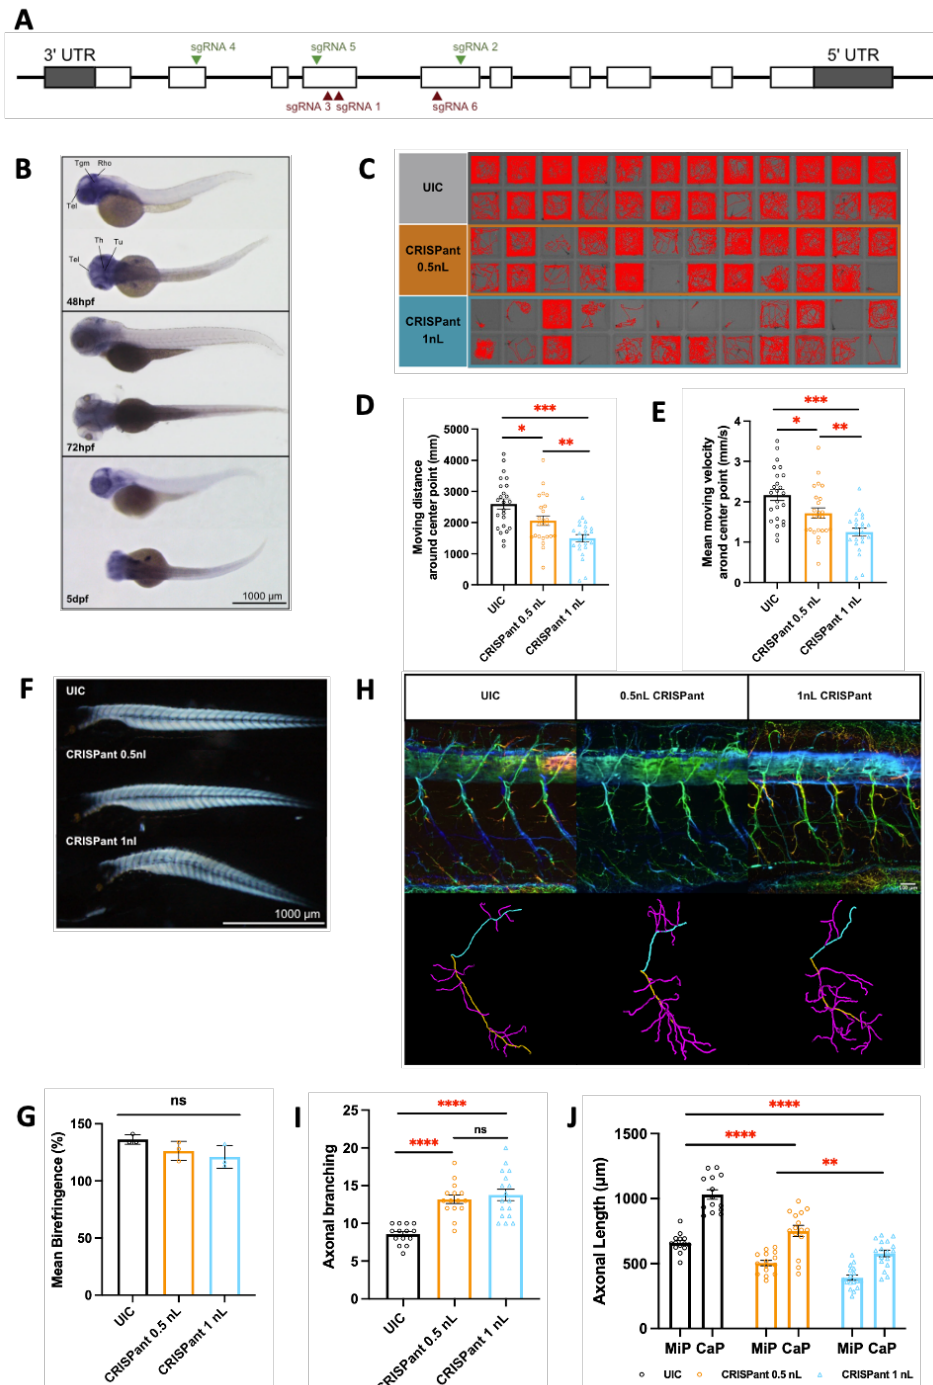 A
3' UTR
sgRNA 4
sgRNA 5
sgRNA 2
5' UTR
sgRNA 3
sgRNA 1
sgRNA 6
B
Tgm
Rho
Tel
Th
Tu
Tel
48hpf
72hpf
5dpf
1000 µm
C
UIC
CRISPant
0.5nL
CRISPant
1nL
D
Moving distance
around center point (mm)
5000
4000
3000
2000
1000
0
***
*
**
UIC
CRISPant 0.5 nL
CRISPant 1 nL
E
Mean moving velocity
arond center point (mm/s)
4
3
2
1
0
***
*
**
UIC
CRISPant 0.5 nL
CRISPant 1 nL
F
UIC
CRISPant 0.5nl
CRISPant 1nl
1000 µm
H
UIC
0.5nL CRISPant
1nL CRISPant
G
Mean Birefringence (%)
150
100
50
0
ns
UIC
CRISPant 0.5 nL
CRISPant 1 nL
I
Axonal branching
25
20
15
10
5
0
****
****
ns
UIC
CRISPant 0.5 nL
CRISPant 1 nL
J
Axonal Length (µm)
1500
1000
500
0
****
****
**
MiP CaP
MiP CaP
MiP CaP
UIC
CRISPant 0.5 nL
CRISPant 1 nL